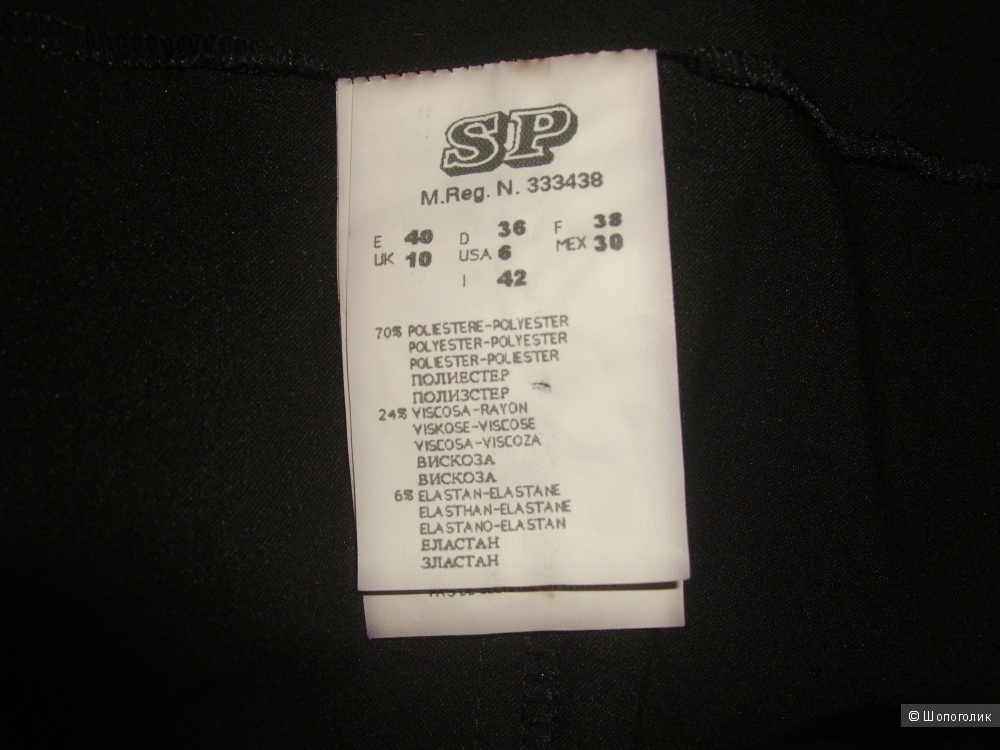 SP
M.Reg. N. 333438
E 40 D 36 F 38
UK 10 USA 6 MEX 30
I 42
70% POLIESTERE-POLYESTER
POLYESTER-POLYESTER
POLIESTER-POLIESTER
ПОЛИЕСТЕР
ПОЛИЗСТЕР
24% VISCOSA-RAYON
VISKOSE-VISCOSE
VISCOSA-VISCOZA
ВИСКОЗА
ВИСКОЗА
6% ELASTAN-ELASTANE
ELASTHAN-ELASTANE
ELASTANO-ELASTAN
ЕЛАСТАН
ЗЛАСТАН
© Шопоголик